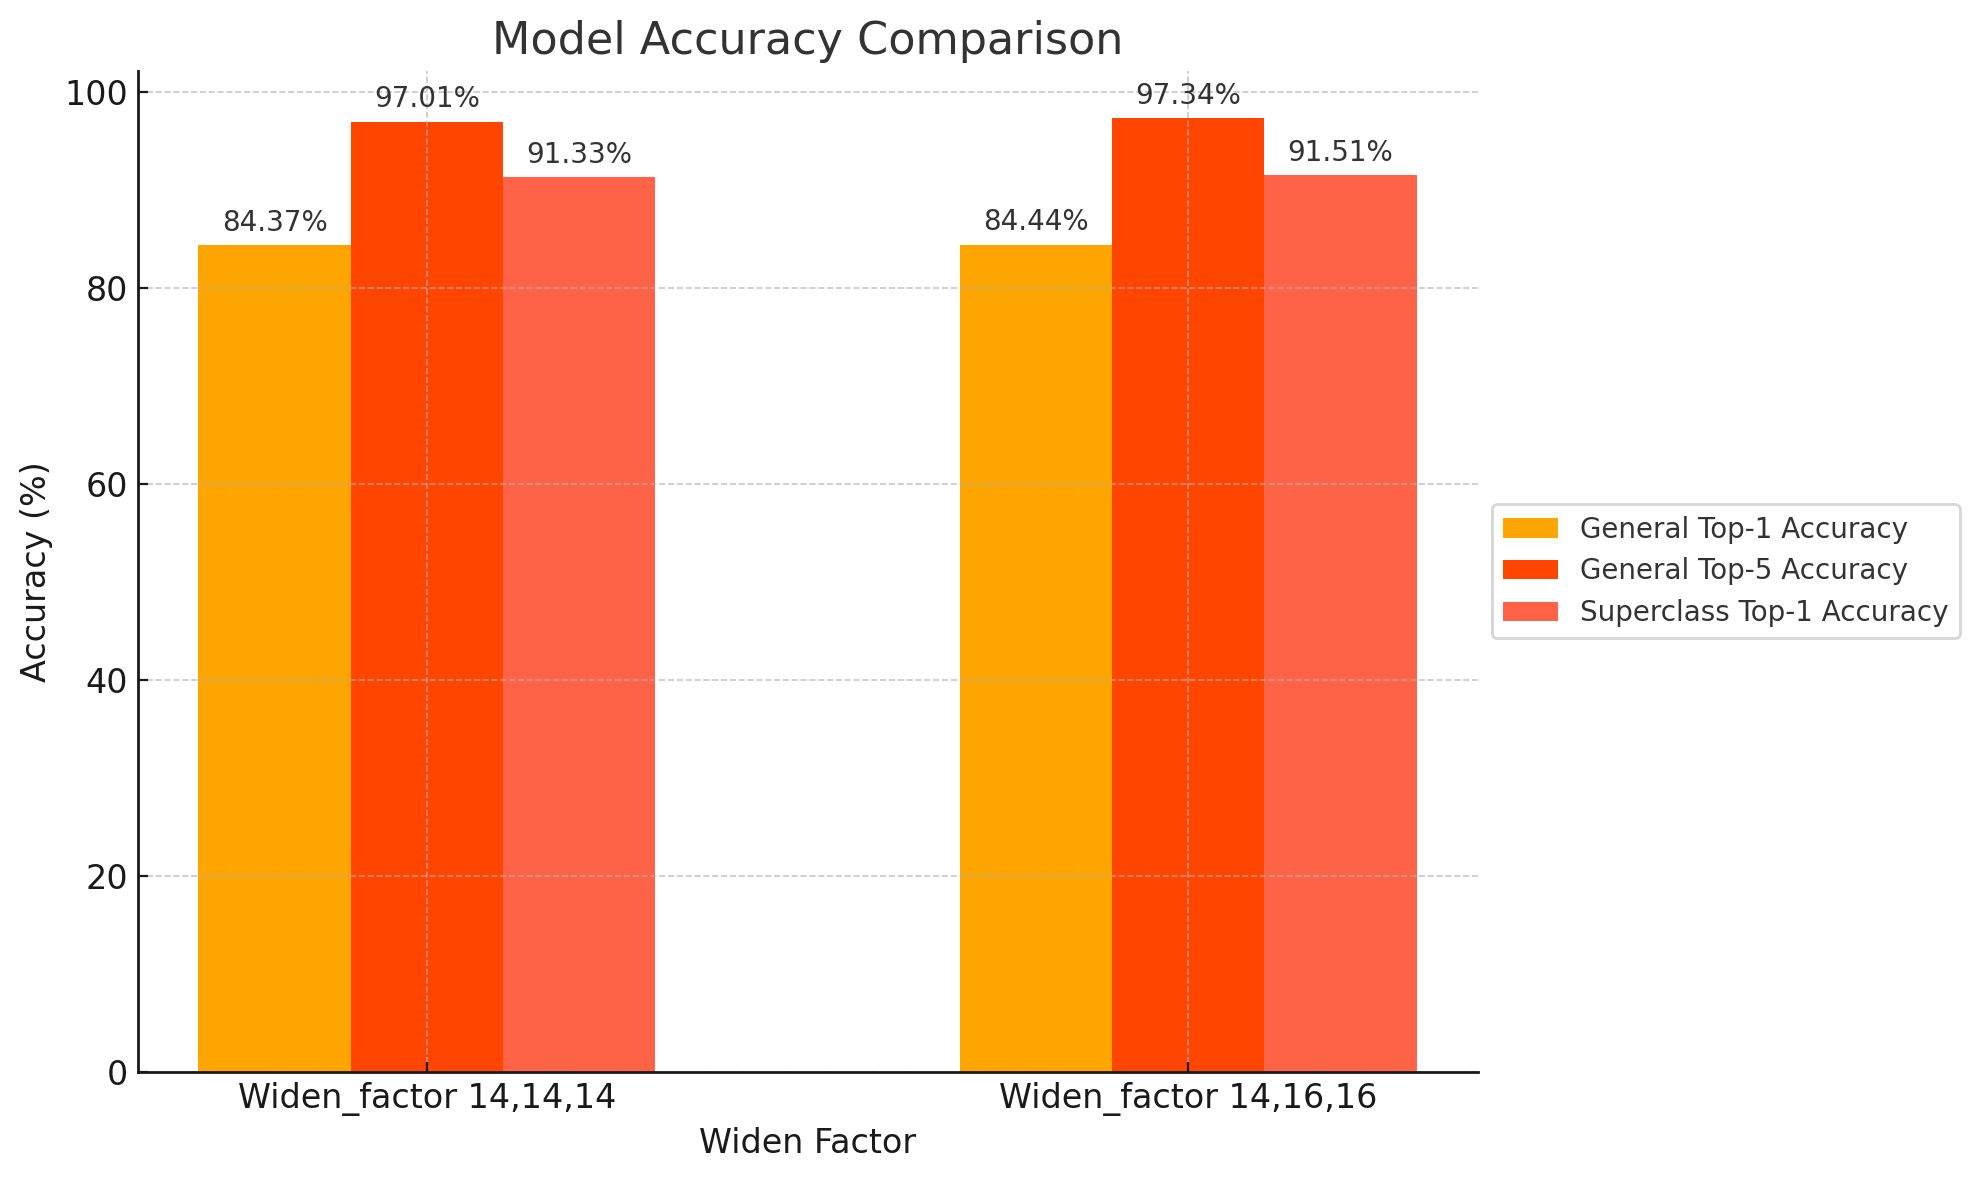 Model Accuracy Comparison
100
80
60
40
20
0
Accuracy (%)
84.37%
97.01%
91.33%
84.44%
97.34%
91.51%
Widen_factor 14,14,14
Widen_factor 14,16,16
Widen Factor
General Top-1 Accuracy
General Top-5 Accuracy
Superclass Top-1 Accuracy